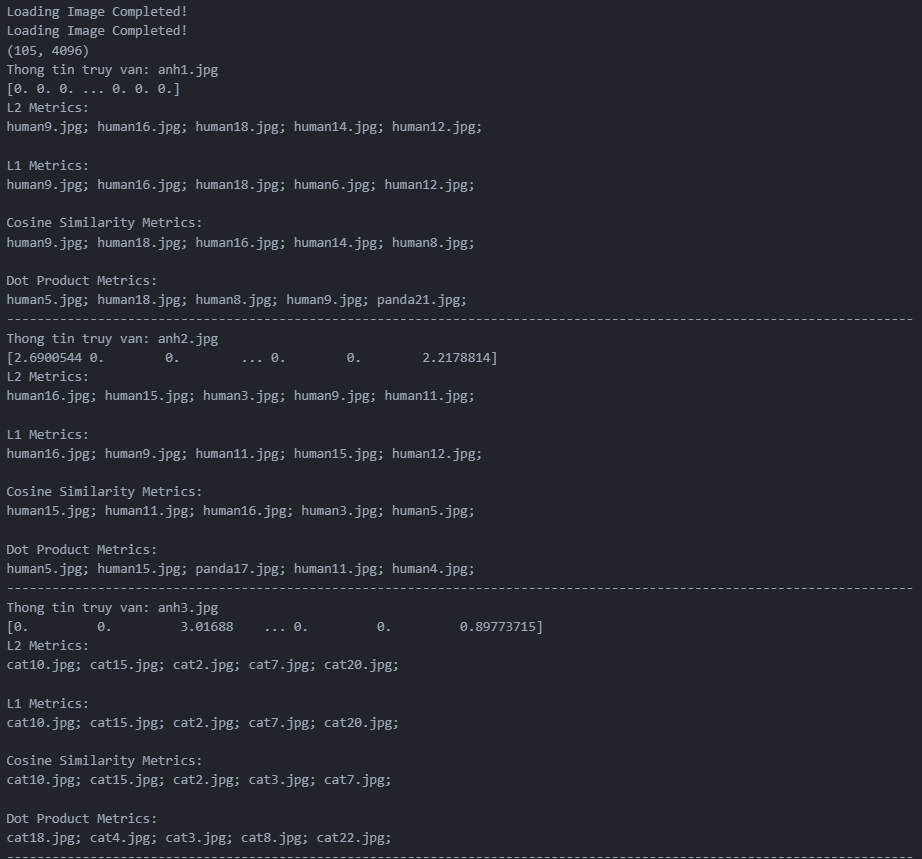 Loading Image Completed!
Loading Image Completed!
(105, 4096)
Thong tin truy van: anh1.jpg
[0. 0. 0. ... 0. 0. 0.]
L2 Metrics:
human9.jpg; human16.jpg; human18.jpg; human14.jpg; human12.jpg;
L1 Metrics:
human9.jpg; human16.jpg; human18.jpg; human6.jpg; human12.jpg;
Cosine Similarity Metrics:
human9.jpg; human18.jpg; human16.jpg; human14.jpg; human8.jpg;
Dot Product Metrics:
human5.jpg; human18.jpg; human8.jpg; human9.jpg; panda21.jpg;
------------------------------------------------------------------------------------------------------------------------
Thong tin truy van: anh2.jpg
[2.6900544 0.        0.        ... 0.        0.        2.2178814]
L2 Metrics:
human16.jpg; human15.jpg; human3.jpg; human9.jpg; human11.jpg;
L1 Metrics:
human16.jpg; human9.jpg; human11.jpg; human15.jpg; human12.jpg;
Cosine Similarity Metrics:
human15.jpg; human11.jpg; human16.jpg; human3.jpg; human5.jpg;
Dot Product Metrics:
human5.jpg; human15.jpg; panda17.jpg; human11.jpg; human4.jpg;
------------------------------------------------------------------------------------------------------------------------
Thong tin truy van: anh3.jpg
[0.         0.         3.01688    ... 0.         0.         0.89773715]
L2 Metrics:
cat10.jpg; cat15.jpg; cat2.jpg; cat7.jpg; cat20.jpg;
L1 Metrics:
cat10.jpg; cat15.jpg; cat2.jpg; cat7.jpg; cat20.jpg;
Cosine Similarity Metrics:
cat10.jpg; cat15.jpg; cat2.jpg; cat3.jpg; cat7.jpg;
Dot Product Metrics:
cat18.jpg; cat4.jpg; cat3.jpg; cat8.jpg; cat22.jpg;
------------------------------------------------------------------------------------------------------------------------